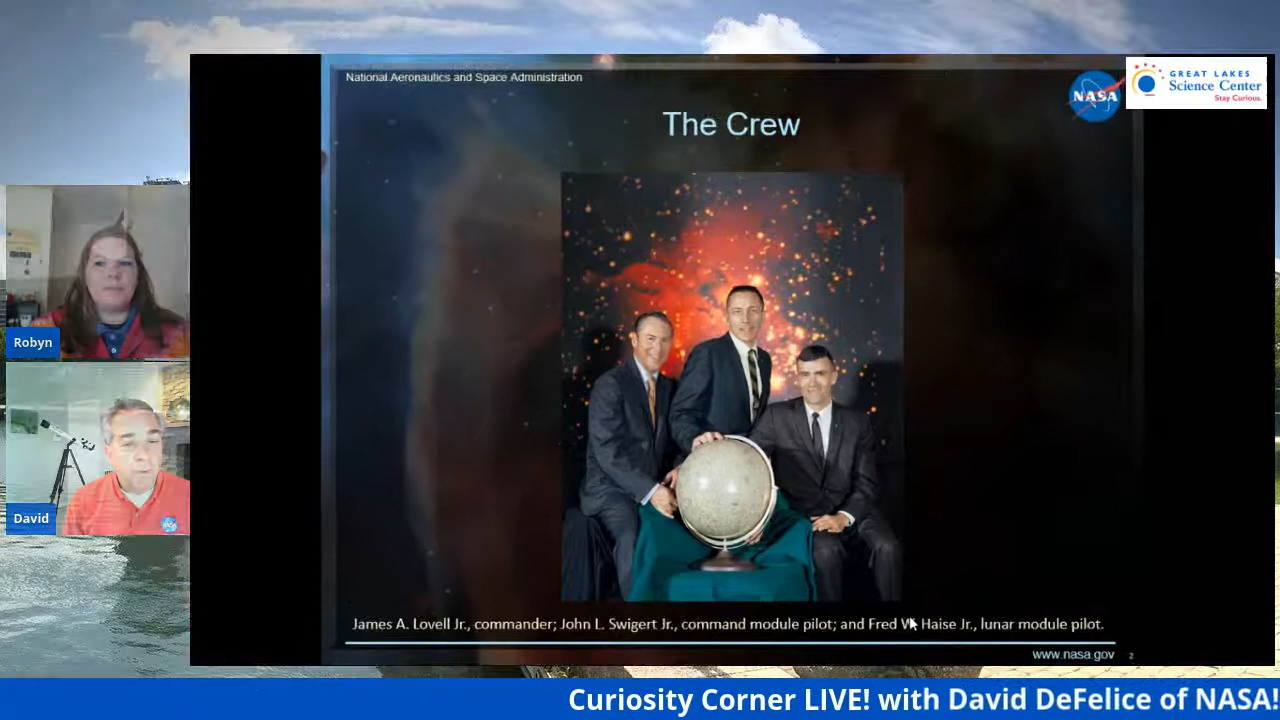 National Aeronautics and Space Administration
NASA
GREAT LAKES
Science Center
Stay Curious.
The Crew
Robyn
David
James A. Lovell Jr., commander; John L. Swigert Jr., command module pilot; and Fred W. Haise Jr., lunar module pilot.
www.nasa.gov 2
Curiosity Corner LIVE! with David DeFelice of NASA!